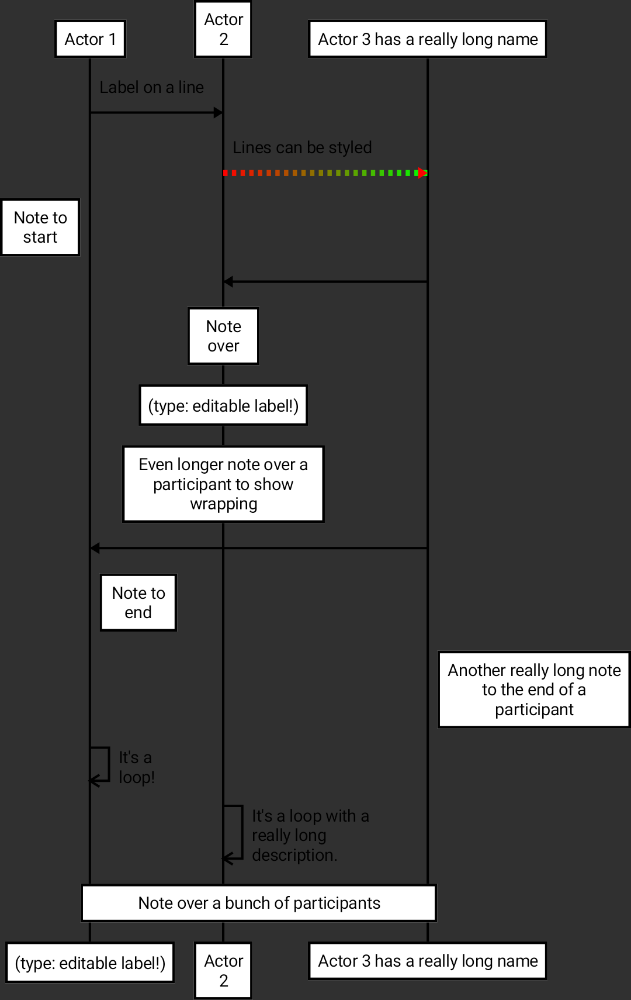 Actor 1
Actor
2
Actor 3 has a really long name
Label on a line
Lines can be styled
Note to
start
Note
over
(type: editable label!)
Even longer note over a
participant to show
wrapping
Note to
end
Another really long note
to the end of a
participant
It's a
loop!
It's a loop with a
really long
description.
Note over a bunch of participants
(type: editable label!)
Actor
2
Actor 3 has a really long name